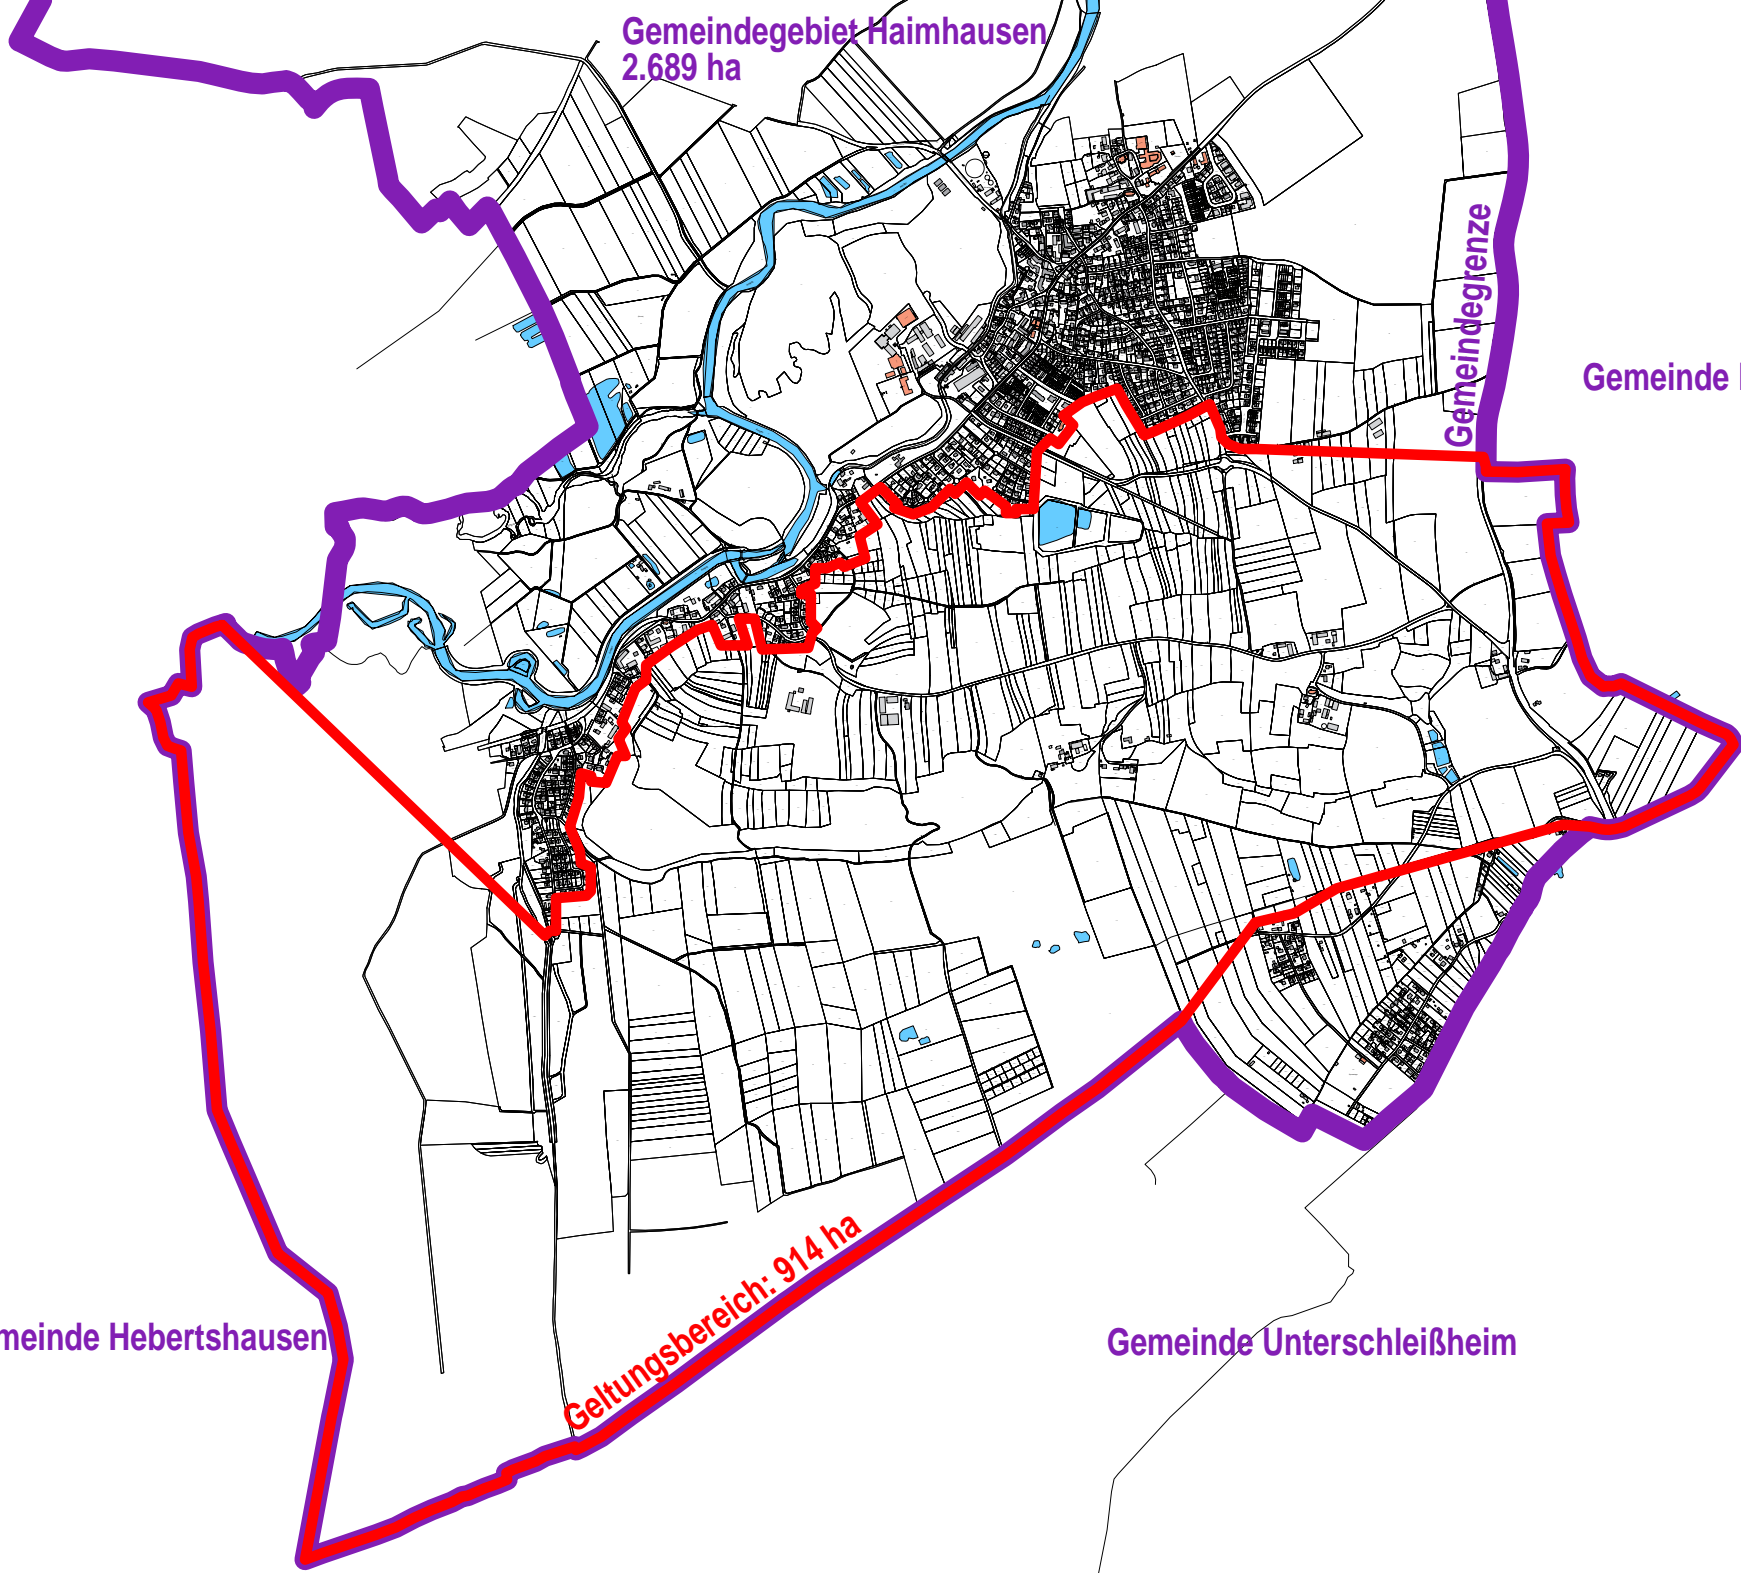 Gemeindegebiet Haimhausen
2.689 ha
Gemeindegrenze
Gemeinde
Geltungsbereich: 914 ha
meinde Hebertshausen
Gemeinde Unterschleißheim